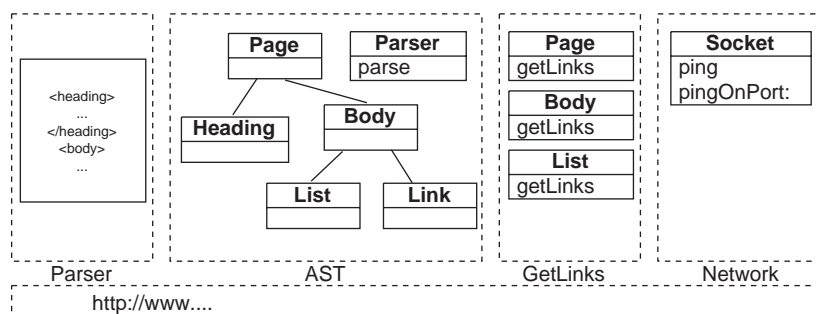 <heading>
...
</heading>
<body>
...
Parser
Page
Parser
parse
Heading
Body
List
Link
AST
Page
getLinks
Body
getLinks
List
getLinks
GetLinks
Socket
ping
pingOnPort:
Network
http://www....